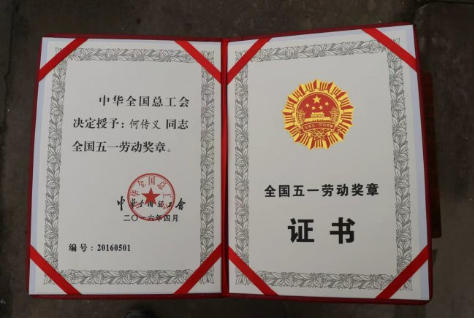 中华全国总工会
决定授予：何传义 同志
全国五一劳动奖章。
中华全国总工会
二〇一六年四月
编号：20160501
全国五一劳动奖章
证书